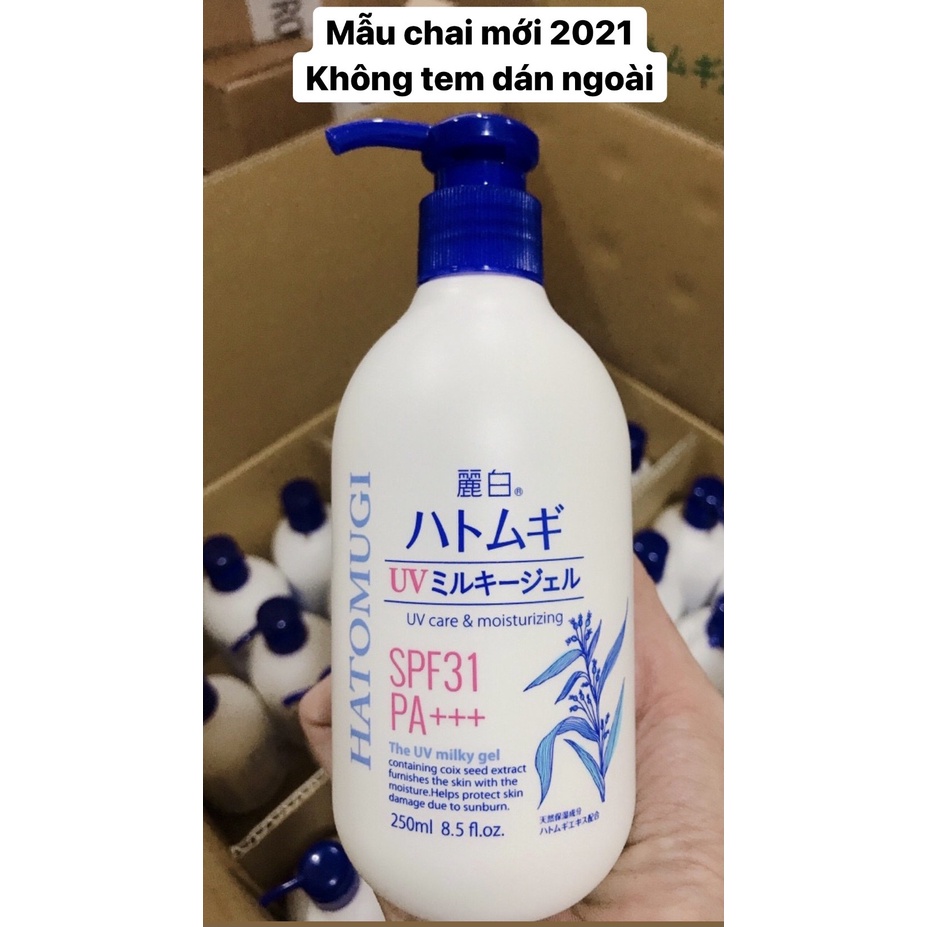 Mẫu chai mới 2021
Không tem dán ngoài
麗白®
ハトムギ
UVミルキージェル
UV care & moisturizing
HATOMUGI
SPF31
PA+++
The UV milky gel
containing coix seed extract
furnishes the skin with the
moisture.Helps protect skin
damage due to sunburn.
250ml 8.5 fl.oz.
天然保湿成分
ハトムギエキス配合